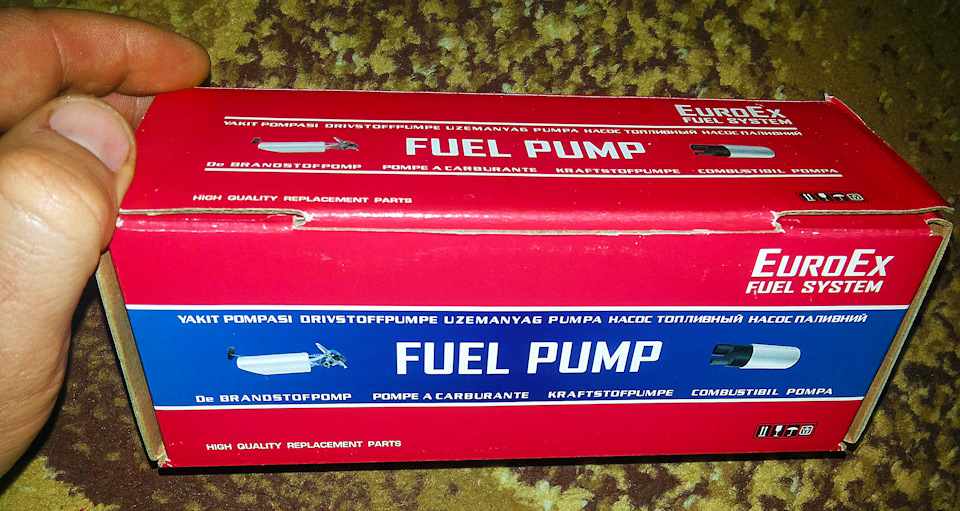 EUROEX
FUEL SYSTEM
YAKIT POMPASI DRIVSTOFFPUMPE UZEMANYAG PUMPA НАСОС ТОПЛИВНЫЙ НАСОС ПАЛИВНИЙ
FUEL PUMP
De BRANDSTOFPOMP POMPE A CARBURANTE KRAFTSTOFPUMPE COMBUSTIBIL POMPA
HIGH QUALITY REPLACEMENT PARTS
EUROEX
FUEL SYSTEM
YAKIT POMPASI DRIVSTOFFPUMPE UZEMANYAG PUMPA НАСОС ТОПЛИВНЫЙ НАСОС ПАЛИВНИЙ
FUEL PUMP
De BRANDSTOFPOMP POMPE A CARBURANTE KRAFTSTOFPUMPE COMBUSTIBIL POMPA
HIGH QUALITY REPLACEMENT PARTS